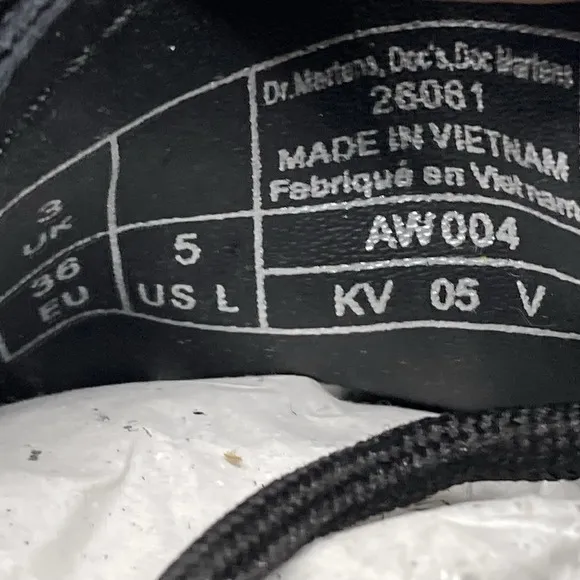 Dr.Martens, Doc's, Doc Martens
26081
MADE IN VIETNAM
Fabriqué en Vietnam
3
UK
36
EU
5
US L
AW004
KV 05 V